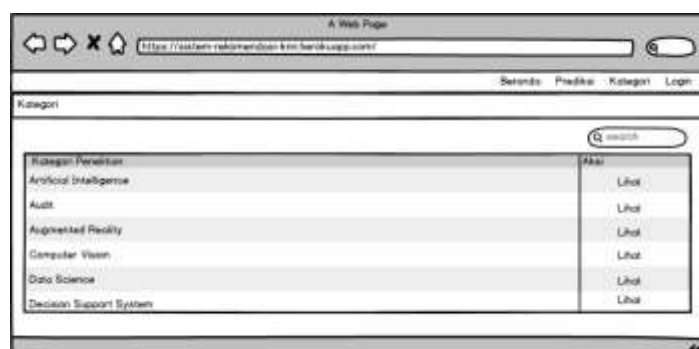 A Web Page
https://sistem-rekomendasi-knn.herokuapp.com/
Beranda Prediksi Kategori Login
Kategori
search
Kategori Penelitian Aksi
Artificial Intelligence Lihat
Audit Lihat
Augmented Reality Lihat
Computer Vision Lihat
Data Science Lihat
Decision Support System Lihat